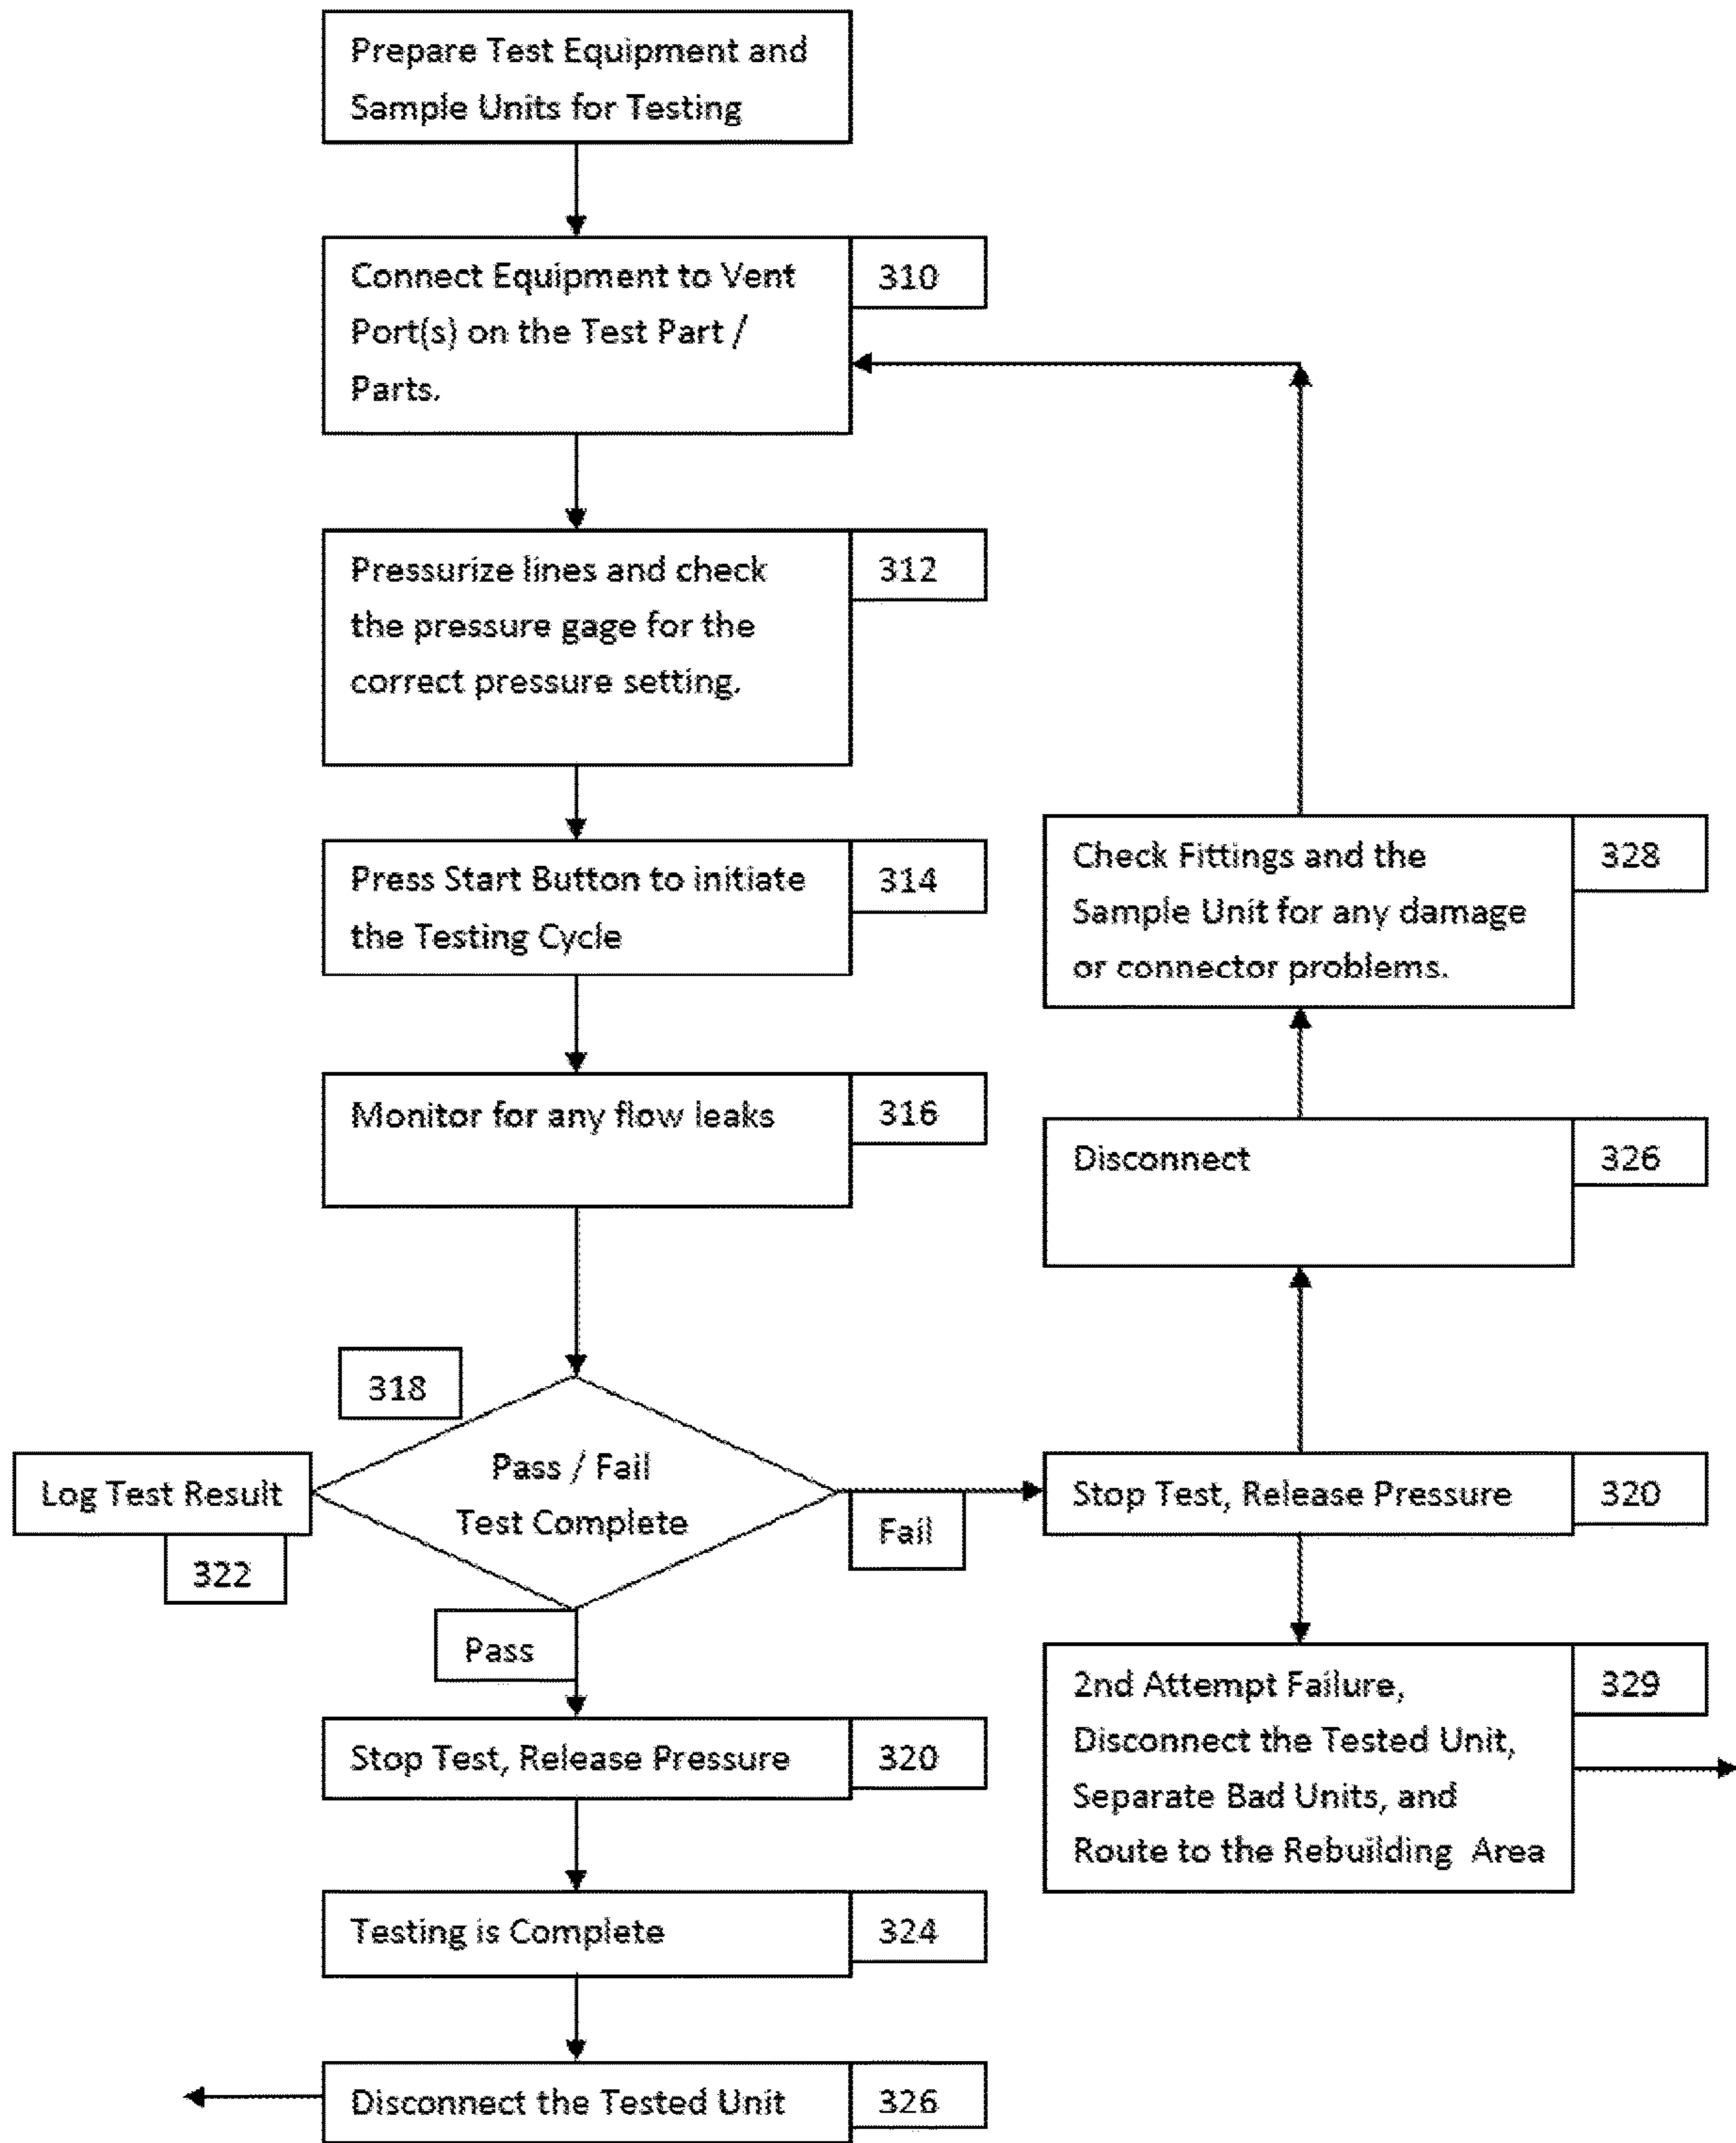 Prepare Test Equipment and
Sample Units for Testing
Connect Equipment to Vent
Port(s) on the Test Part /
Parts.
310
Pressurize lines and check
the pressure gage for the
correct pressure setting.
312
Press Start Button to initiate
the Testing Cycle
314
Monitor for any flow leaks
316
318
Pass / Fail
Test Complete
Log Test Result
322
Fail
Pass
Stop Test, Release Pressure
320
Testing is Complete
324
Disconnect the Tested Unit
326
Check Fittings and the
Sample Unit for any damage
or connector problems.
328
Disconnect
326
Stop Test, Release Pressure
320
2nd Attempt Failure,
Disconnect the Tested Unit,
Separate Bad Units, and
Route to the Rebuilding Area
329